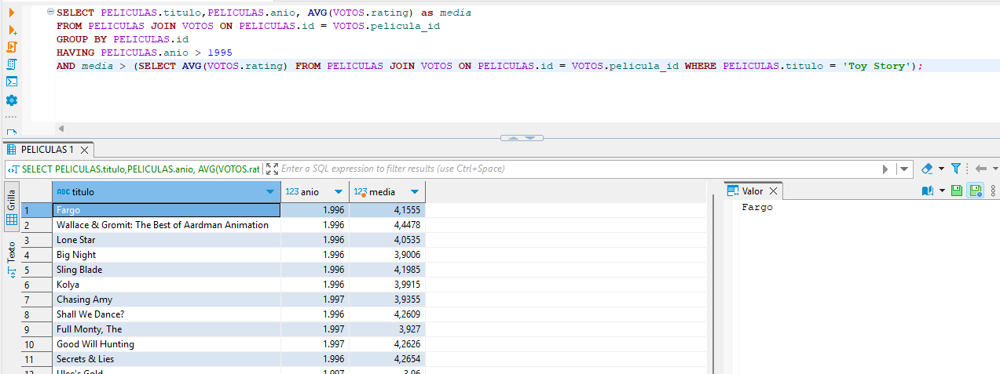 SELECT PELICULAS.titulo,PELICULAS.anio, AVG(VOTOS.rating) as media
FROM PELICULAS JOIN VOTOS ON PELICULAS.id = VOTOS.pelicula_id
GROUP BY PELICULAS.id
HAVING PELICULAS.anio > 1995
AND media > (SELECT AVG(VOTOS.rating) FROM PELICULAS JOIN VOTOS ON PELICULAS.id = VOTOS.pelicula_id WHERE PELICULAS.titulo = 'Toy Story');
PELICULAS 1
SELECT PELICULAS.titulo,PELICULAS.anio, AVG(VOTOS.rat
Enter a SQL expression to filter results (use Ctrl+Space)
Grilla
Texto
ABC titulo 123 anio 123 media
1 Fargo 1.996 4,1555
2 Wallace & Gromit: The Best of Aardman Animation 1.996 4,4478
3 Lone Star 1.996 4,0535
4 Big Night 1.996 3,9006
5 Sling Blade 1.996 4,1985
6 Kolya 1.996 3,9915
7 Chasing Amy 1.997 3,9355
8 Shall We Dance? 1.996 4,2609
9 Full Monty, The 1.997 3,927
10 Good Will Hunting 1.997 4,2626
11 Secrets & Lies 1.996 4,2654
12 Ulee's Gold 1.997 3,96
Valor
Fargo